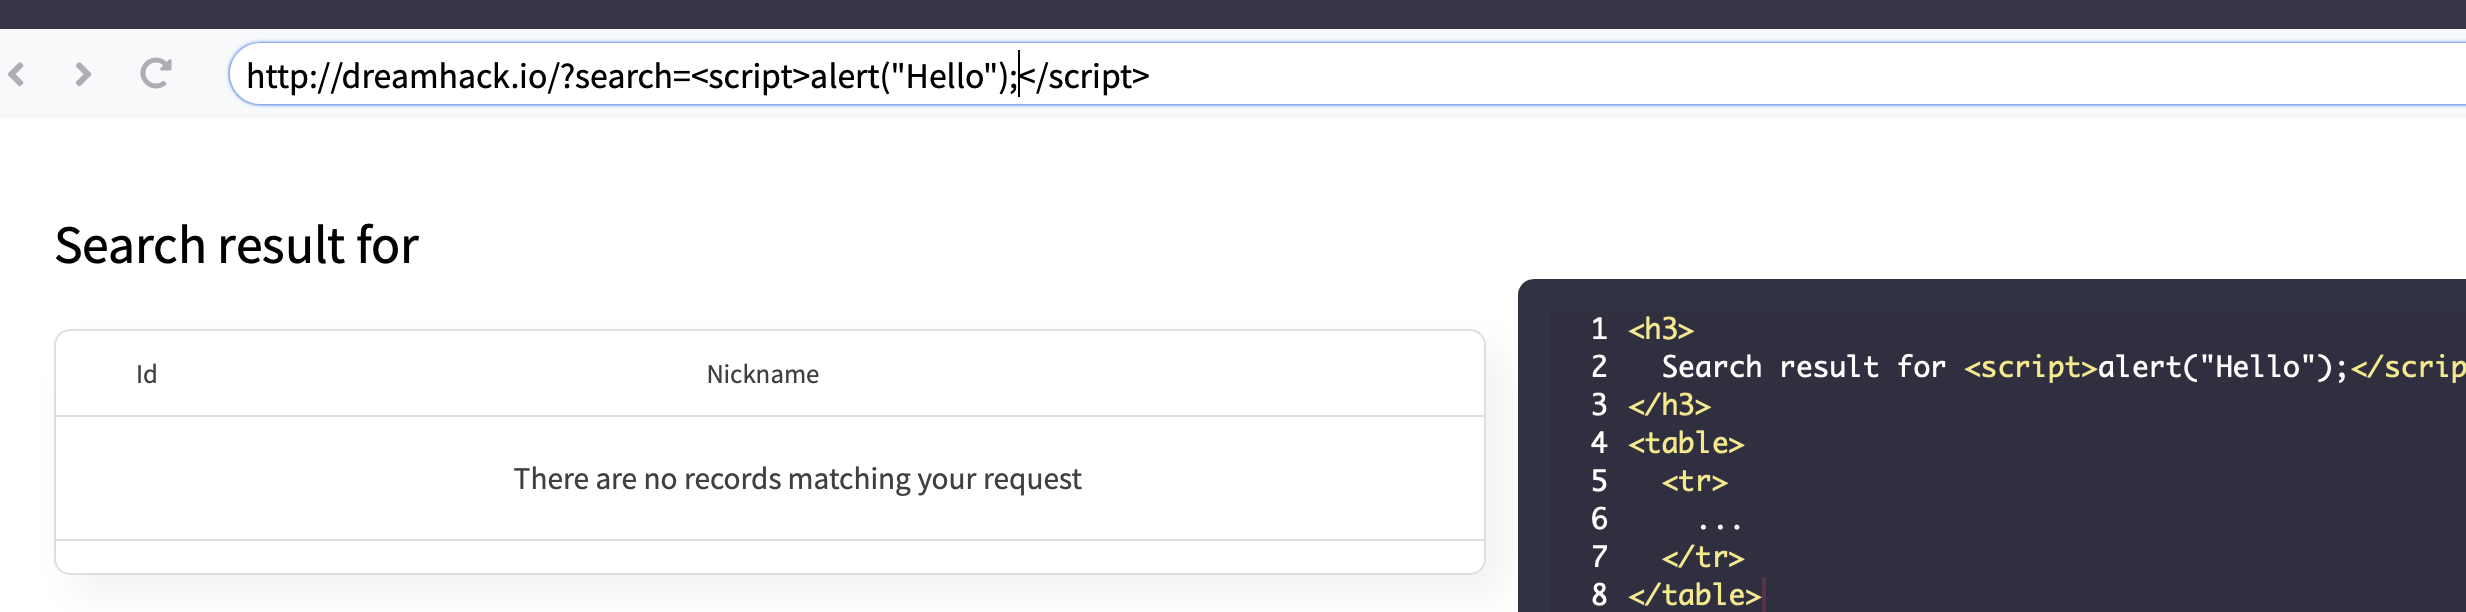 http://dreamhack.io/?search=<script>alert("Hello");</script>
Search result for
Id Nickname
There are no records matching your request
1 <h3>
2 Search result for <script>alert("Hello");</scrip
3 </h3>
4 <table>
5 <tr>
6 ...
7 </tr>
8 </table>